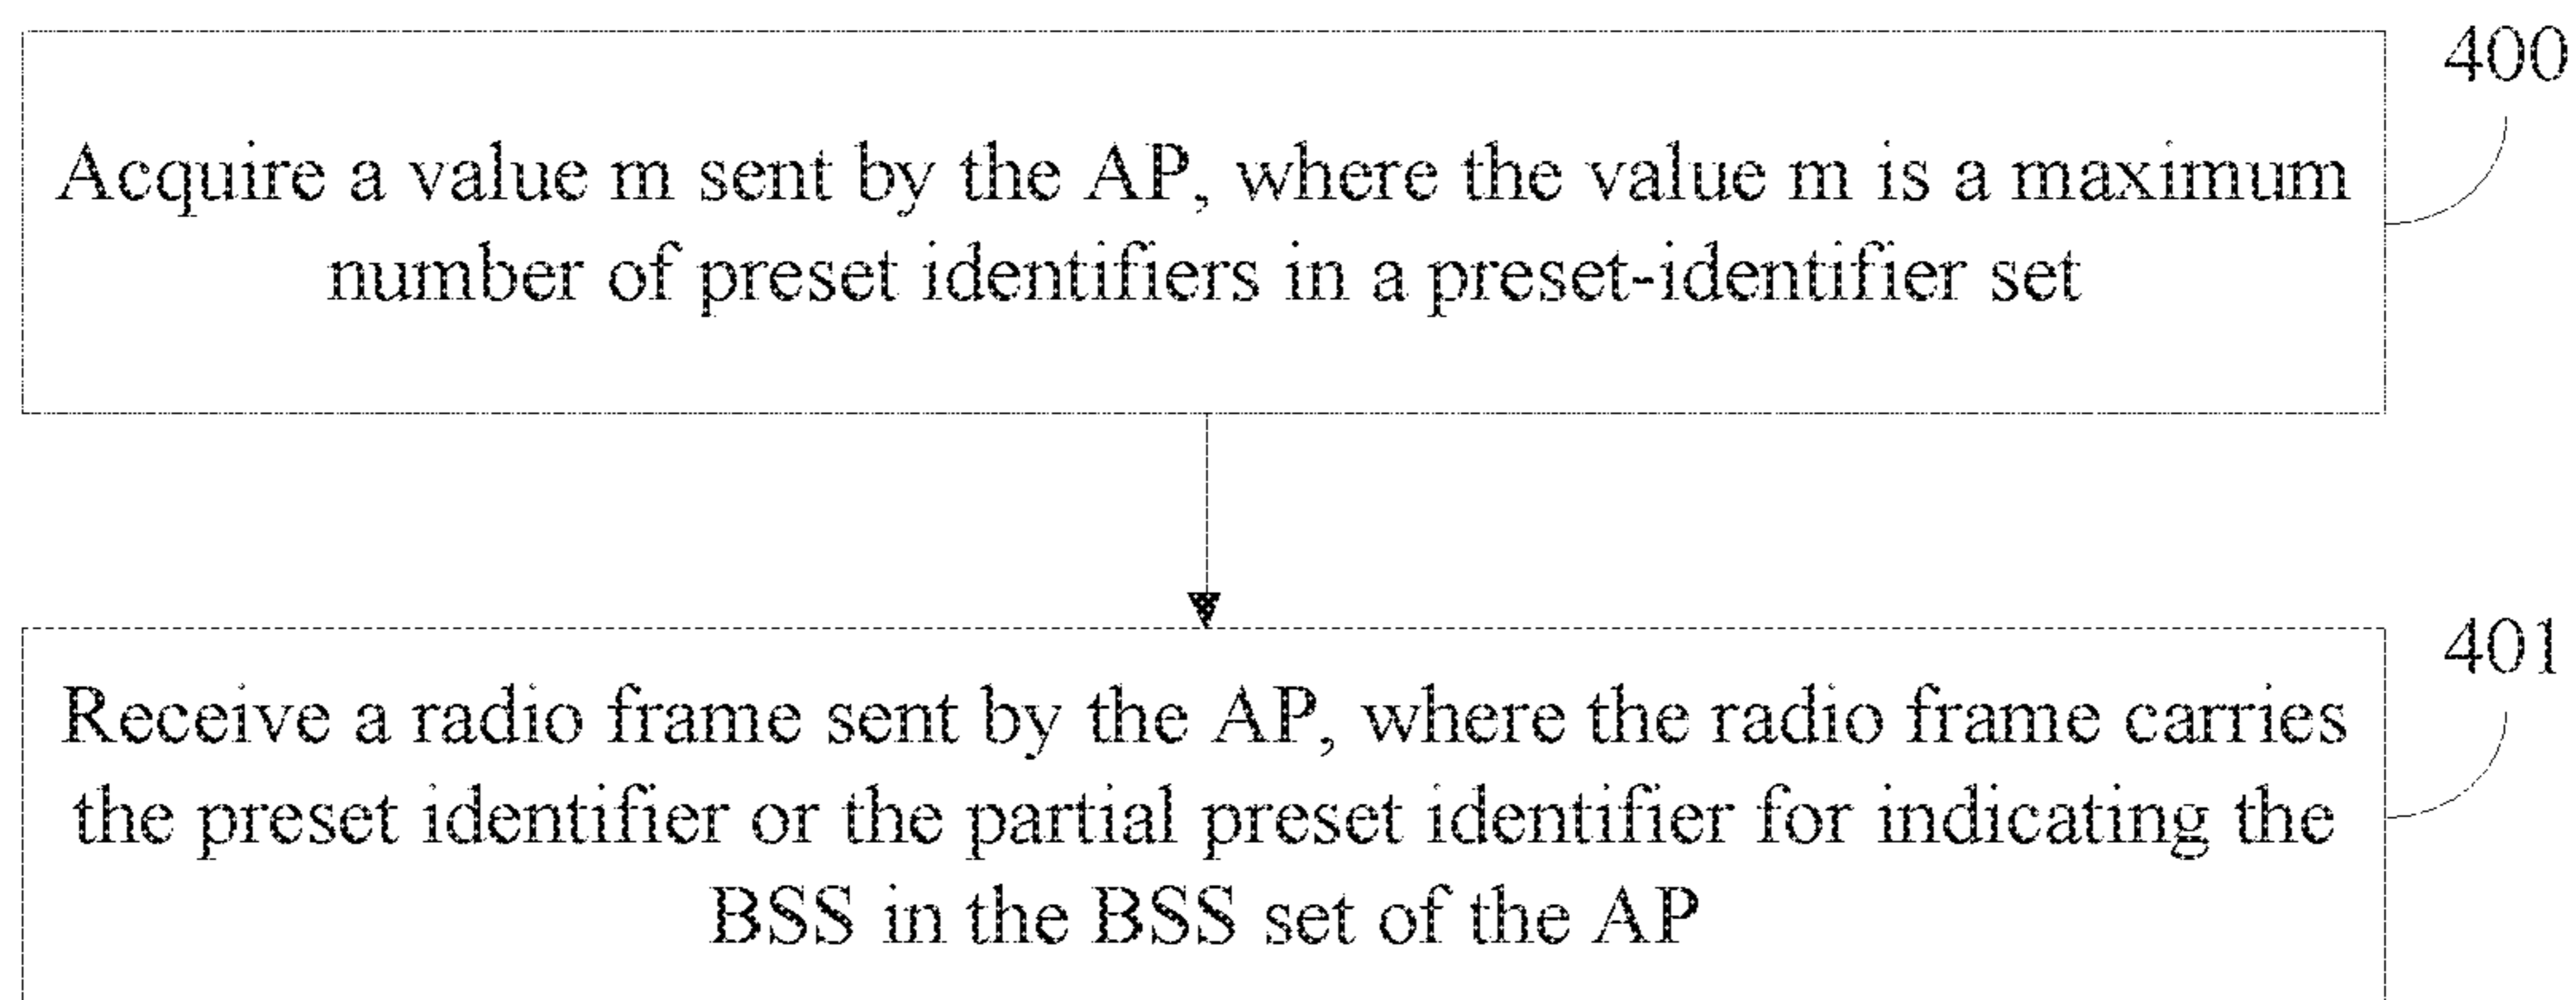 400
Acquire a value m sent by the AP, where the value m is a maximum
number of preset identifiers in a preset-identifier set
401
Receive a radio frame sent by the AP, where the radio frame carries
the preset identifier or the partial preset identifier for indicating the
BSS in the BSS set of the AP